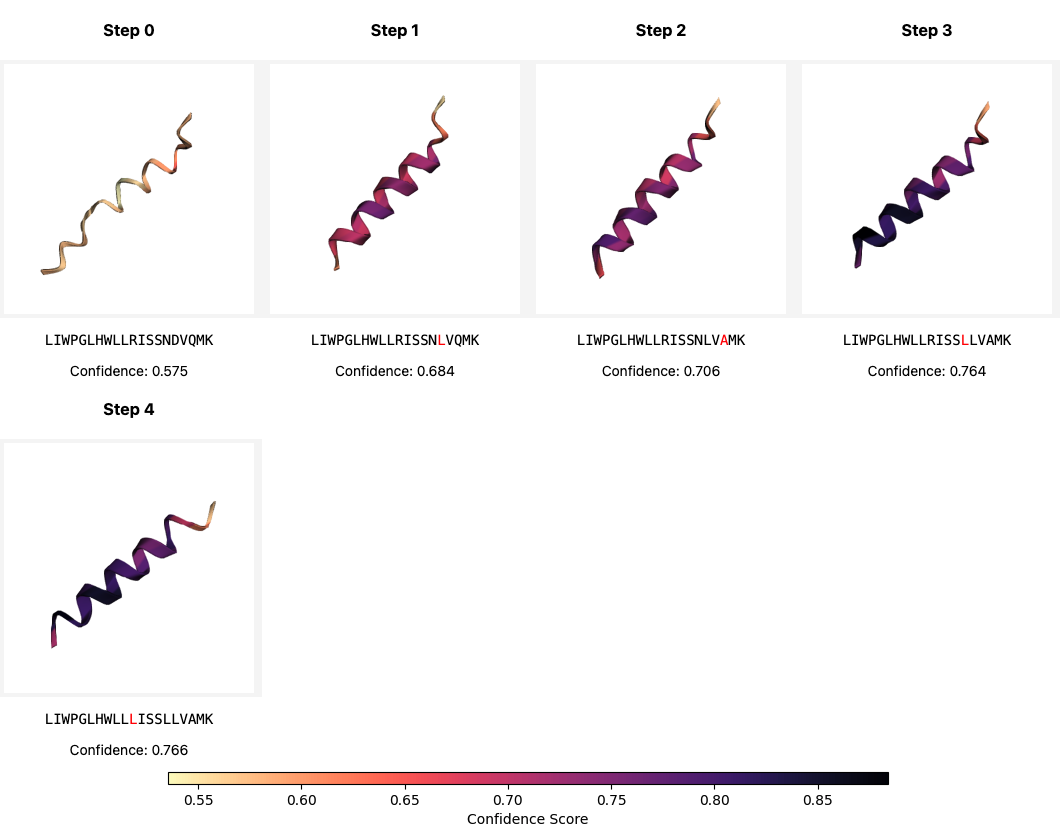 Step 0
Step 1
Step 2
Step 3
LIWPGLHWLLRISSNDVQMK
LIWPGLHWLLRISSNLVQMK
LIWPGLHWLLRISSNLVAMK
LIWPGLHWLLRISSLLVAMK
Confidence: 0.575
Confidence: 0.684
Confidence: 0.706
Confidence: 0.764
Step 4
LIWPGLHWLLLISSLLVAMK
Confidence: 0.766
0.55 0.60 0.65 0.70 0.75 0.80 0.85
Confidence Score